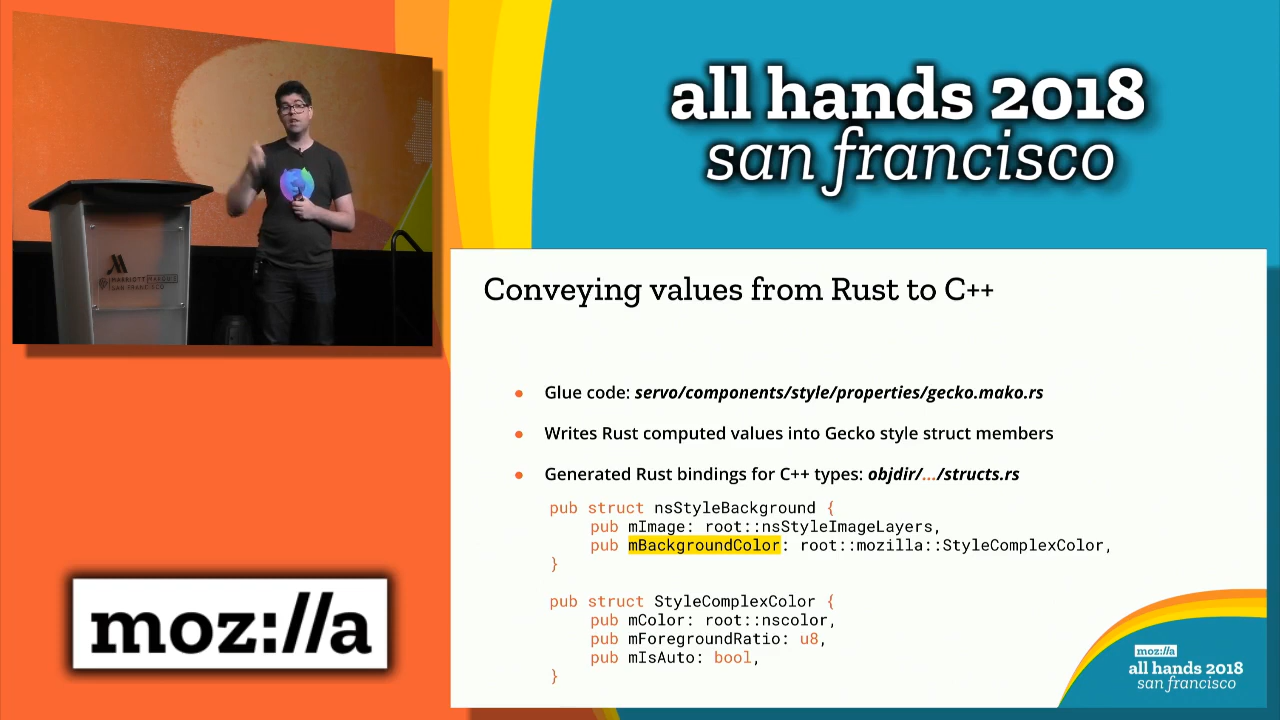 all hands 2018
san francisco
MARRIOTT MARQUIS
SAN FRANCISCO
Conveying values from Rust to C++
● Glue code: servo/components/style/properties/gecko.mako.rs
● Writes Rust computed values into Gecko style struct members
● Generated Rust bindings for C++ types: objdir/.../structs.rs
pub struct nsStyleBackground {
    pub mImage: root::nsStyleImageLayers,
    pub mBackgroundColor: root::mozilla::StyleComplexColor,
}
pub struct StyleComplexColor {
    pub mColor: root::nscolor,
    pub mForegroundRatio: u8,
    pub mIsAuto: bool,
}
moz://a
moz://a
all hands 2018
san francisco